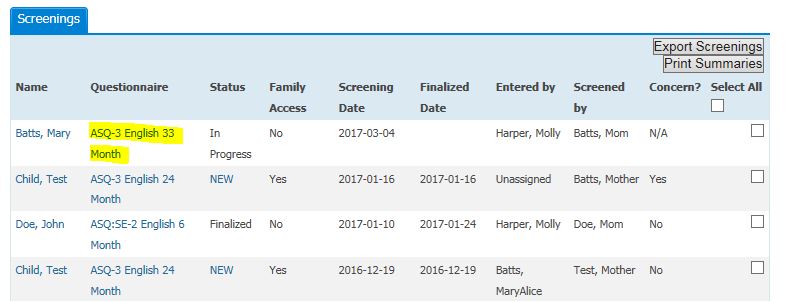 Screenings
Export Screenings
Print Summaries
Name Questionnaire Status Family Screening Finalized Entered by Screened Concern? Select All
Access Date Date by
Batts, Mary ASQ-3 English 33 In No 2017-03-04 Harper, Molly Batts, Mom N/A
Month Progress
Child, Test ASQ-3 English 24 NEW Yes 2017-01-16 2017-01-16 Unassigned Batts, Mother Yes
Month
Doe, John ASQ:SE-2 English 6 Finalized No 2017-01-10 2017-01-24 Harper, Molly Doe, Mom No
Month
Child, Test ASQ-3 English 24 NEW Yes 2016-12-19 2016-12-19 Batts, Test, Mother No
Month MaryAlice